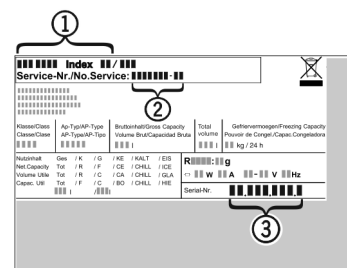 1
Index /
Service-Nr./No.Service: -
2
Klasse/Class Ap-Typ/AP-Type Bruttoinhalt/Gross Capacity Total Gefriervermoegen/Freezing Capacity
Classe/Clase AP-Type/AP-Tipo Volume Brut/Capacidad Bruta volume Pouvoir de Congel./Capac.Congeladora
l l kg / 24 h
Nutzinhalt Ges / K / G / KE / KALT / EIS
Net.Capacity Tot / R / F / CE / CHILL / ICE
Volume Utile Tot / R / C / CA / CHILL / GLA
Capac. Util Tot / F / C / BO / CHILL / HIE
l / l
R : g
W A - V Hz
Serial-Nr. , , ,
3